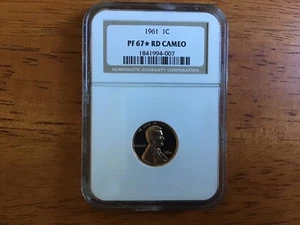 1961 1C
PF 67★ RD CAMEO
1841994-007
NUMISMATIC GUARANTY CORPORATION